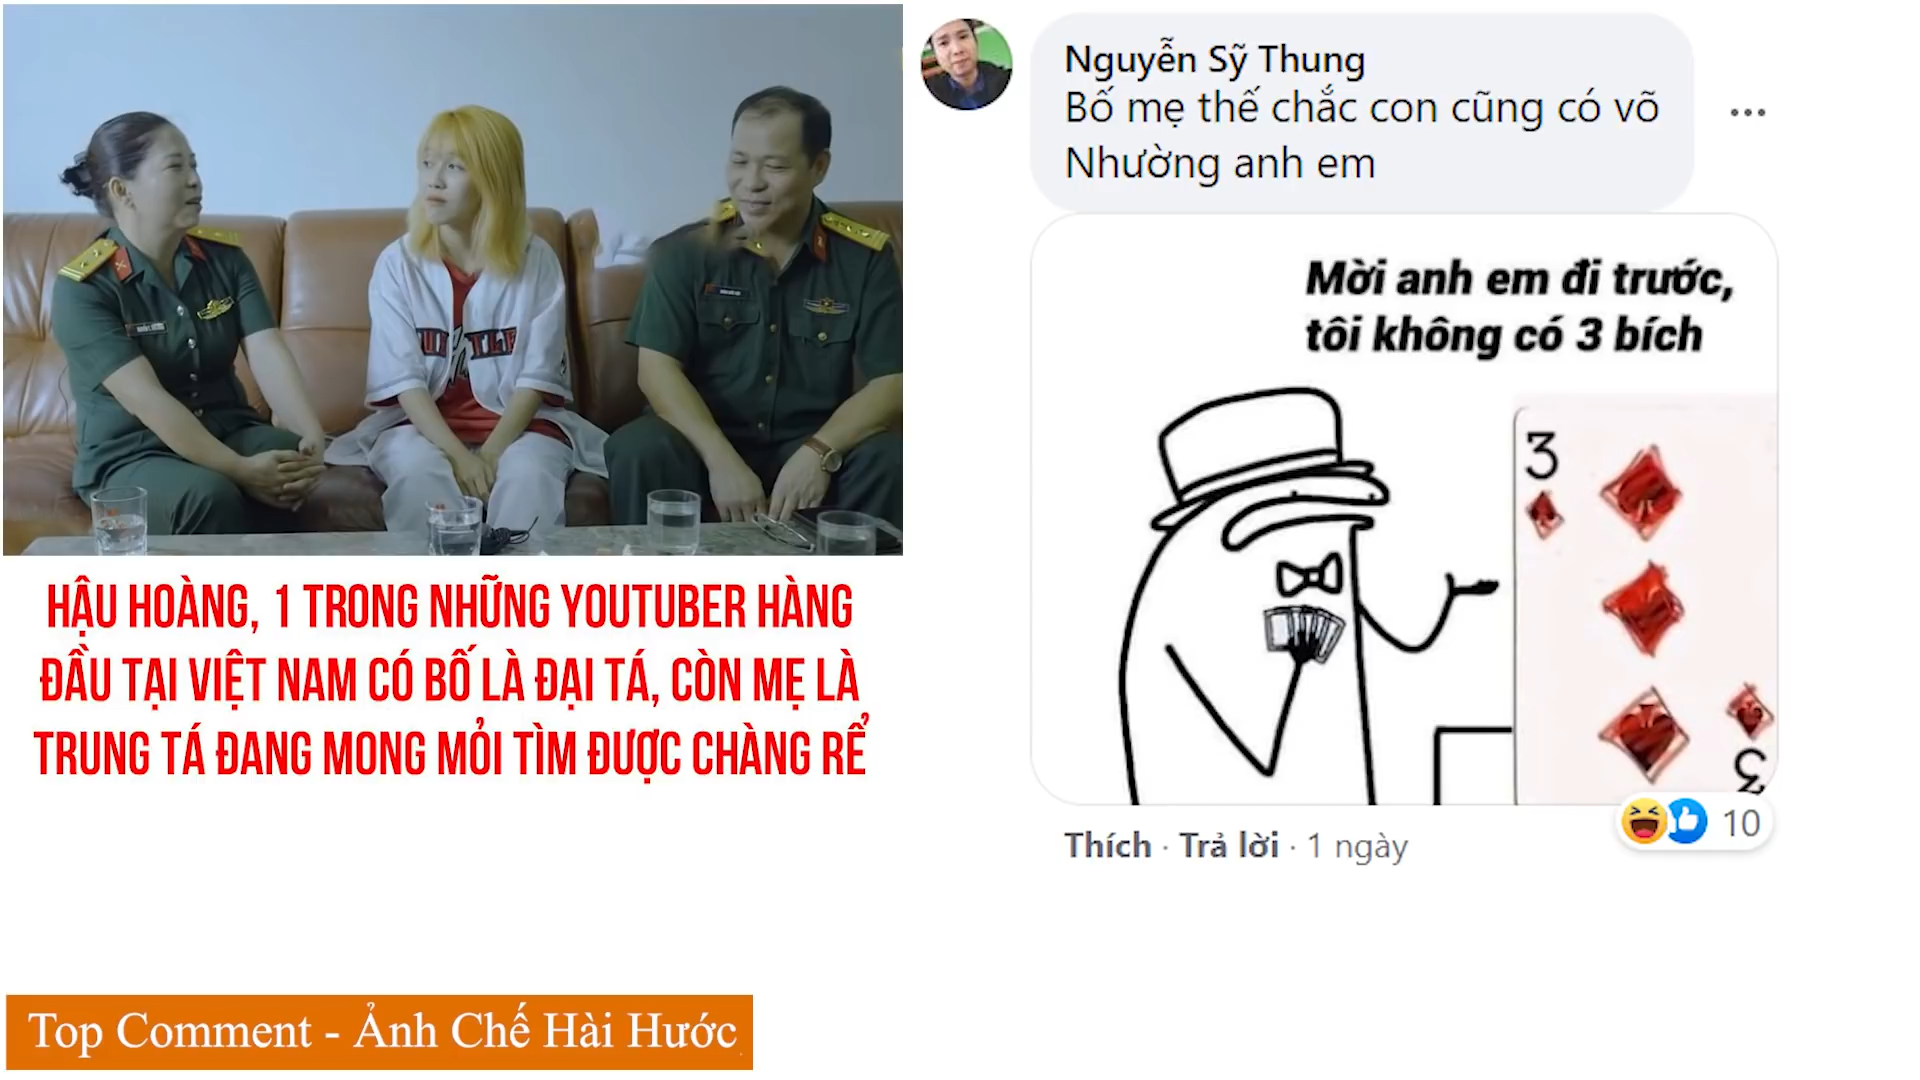 HẬU HOÀNG, 1 TRONG NHỮNG YOUTUBER HÀNG
ĐẦU TẠI VIỆT NAM CÓ BỐ LÀ ĐẠI TÁ, CÒN MẸ LÀ
TRUNG TÁ ĐANG MONG MỎI TÌM ĐƯỢC CHÀNG RỂ
Top Comment - Ảnh Chế Hài Hước
Nguyễn Sỹ Thung
Bố mẹ thế chắc con cũng có võ
Nhường anh em
Mời anh em đi trước,
tôi không có 3 bích
3
3
Thích · Trả lời · 1 ngày
10